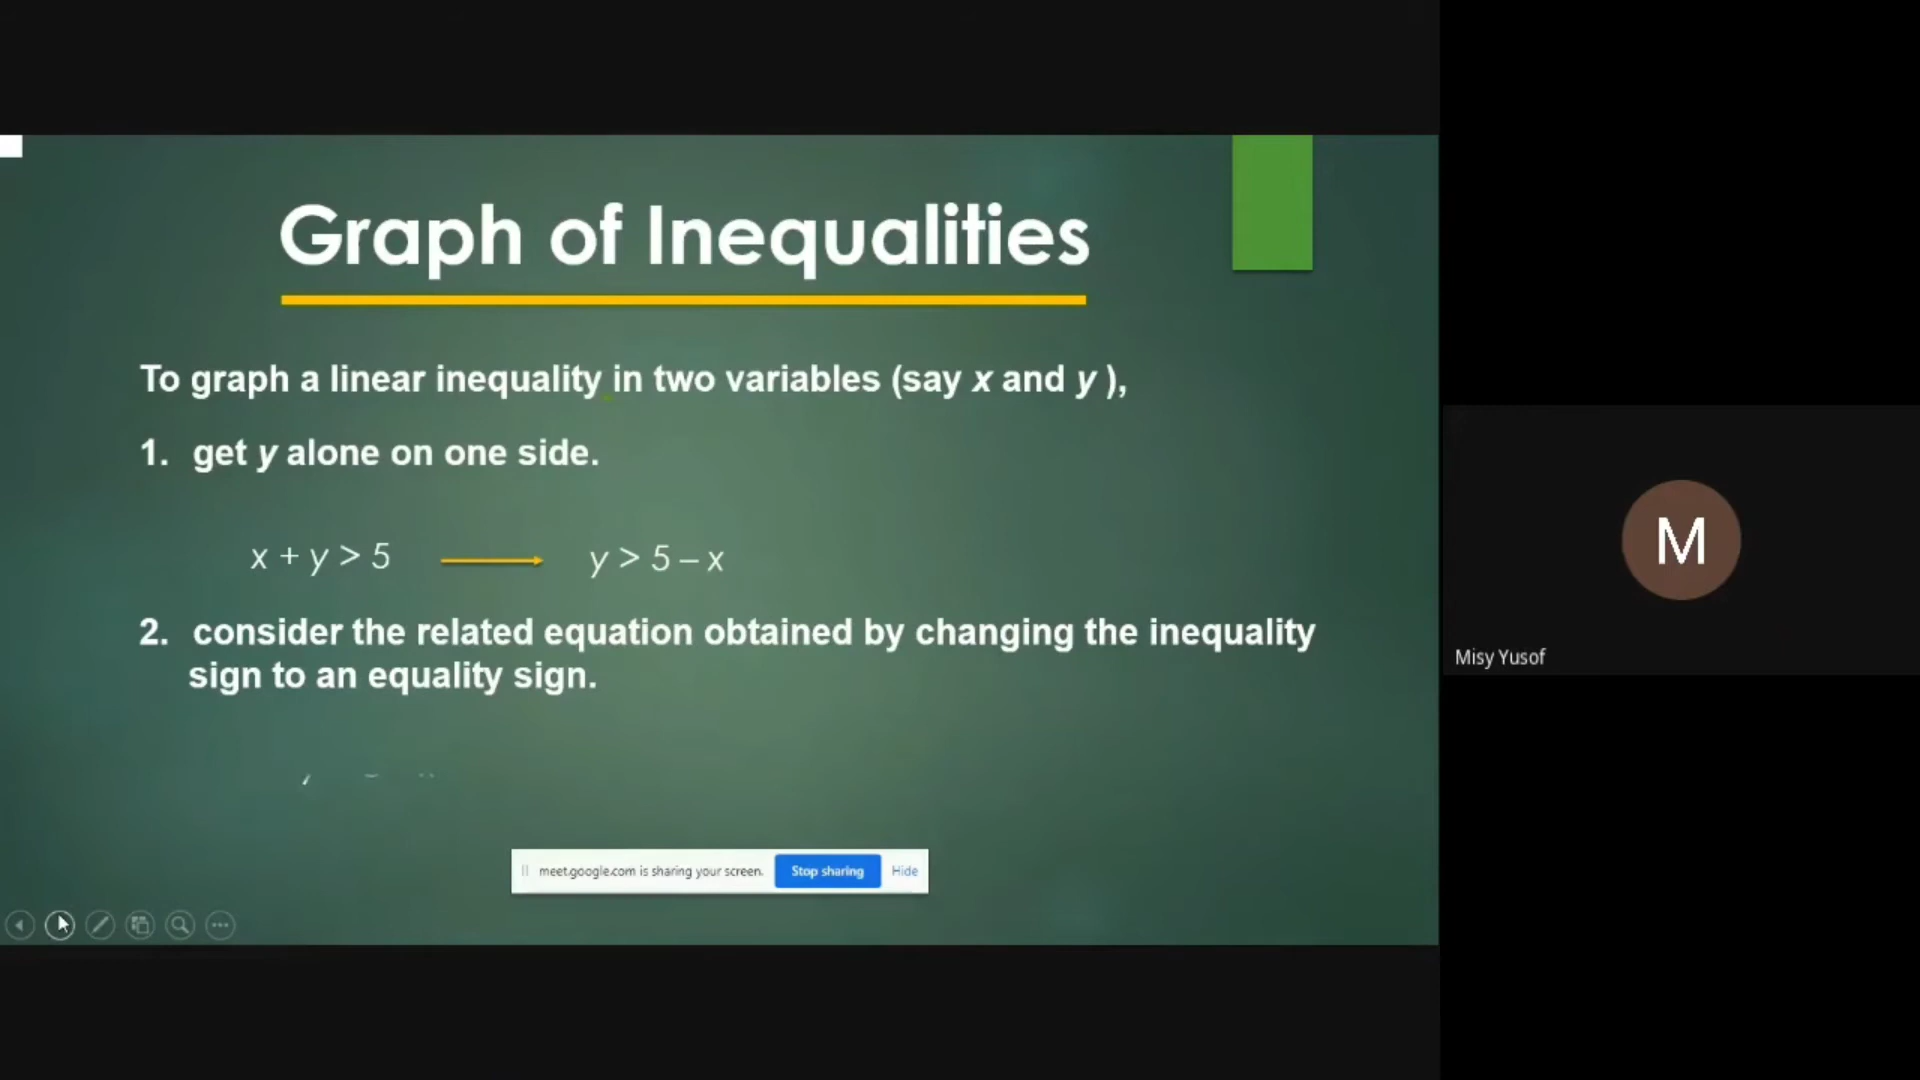 Graph of Inequalities
To graph a linear inequality in two variables (say x and y ),
1. get y alone on one side.
x + y > 5
y > 5 – x
2. consider the related equation obtained by changing the inequality
sign to an equality sign.
meet.google.com is sharing your screen.
Stop sharing
Hide
M
Misy Yusof